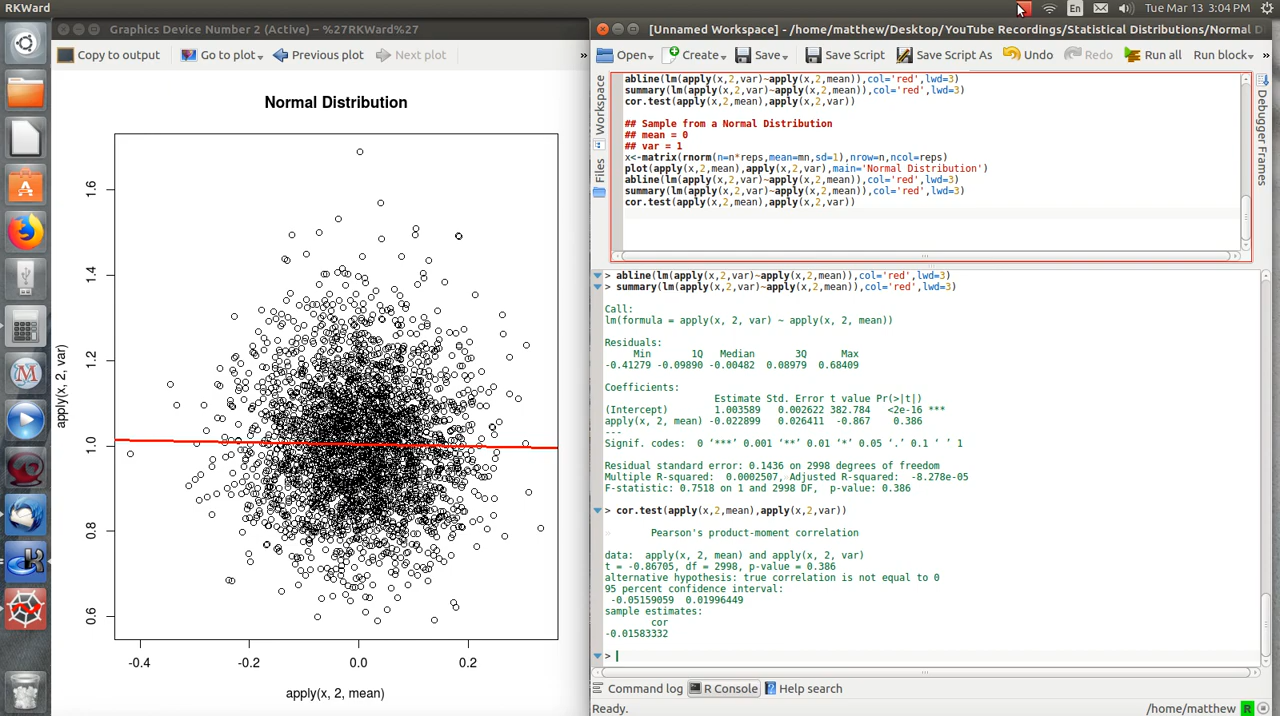 RKWard
En
Tue Mar 13 3:04 PM
Graphics Device Number 2 (Active) – %27RKWard%27
Copy to output
Go to plot
Previous plot
Next plot
»
Normal Distribution
1.6
1.4
1.2
1.0
0.8
0.6
apply(x, 2, var)
-0.4
-0.2
0.0
0.2
apply(x, 2, mean)
[Unnamed Workspace] - /home/matthew/Desktop/YouTube Recordings/Statistical Distributions/Normal D
Open
Create
Save
Save Script
Save Script As
Undo
Redo
Run all
Run block
»
Workspace
Files
Debugger Frames
abline(lm(apply(x,2,var)~apply(x,2,mean)),col='red',lwd=3)
summary(lm(apply(x,2,var)~apply(x,2,mean)),col='red',lwd=3)
cor.test(apply(x,2,mean),apply(x,2,var))
## Sample from a Normal Distribution
## mean = 0
## var = 1
x<-matrix(rnorm(n=n*reps,mean=mn,sd=1),nrow=n,ncol=reps)
plot(apply(x,2,mean),apply(x,2,var),main='Normal Distribution')
abline(lm(apply(x,2,var)~apply(x,2,mean)),col='red',lwd=3)
summary(lm(apply(x,2,var)~apply(x,2,mean)),col='red',lwd=3)
cor.test(apply(x,2,mean),apply(x,2,var))
> abline(lm(apply(x,2,var)~apply(x,2,mean)),col='red',lwd=3)
> summary(lm(apply(x,2,var)~apply(x,2,mean)),col='red',lwd=3)
Call:
lm(formula = apply(x, 2, var) ~ apply(x, 2, mean))
Residuals:
Min 1Q Median 3Q Max
-0.41279 -0.09890 -0.00482 0.08979 0.68409
Coefficients:
Estimate Std. Error t value Pr(>|t|)
(Intercept) 1.003589 0.002622 382.784 <2e-16 ***
apply(x, 2, mean) -0.022899 0.026411 -0.867 0.386
---
Signif. codes: 0 ‘***’ 0.001 ‘**’ 0.01 ‘*’ 0.05 ‘.’ 0.1 ‘ ’ 1
Residual standard error: 0.1436 on 2998 degrees of freedom
Multiple R-squared: 0.0002507, Adjusted R-squared: -8.278e-05
F-statistic: 0.7518 on 1 and 2998 DF, p-value: 0.386
> cor.test(apply(x,2,mean),apply(x,2,var))
Pearson's product-moment correlation
data: apply(x, 2, mean) and apply(x, 2, var)
t = -0.86705, df = 2998, p-value = 0.386
alternative hypothesis: true correlation is not equal to 0
95 percent confidence interval:
-0.05159059 0.01996449
sample estimates:
cor
-0.01583332
>
Command log
R Console
Help search
Ready.
/home/matthew
R